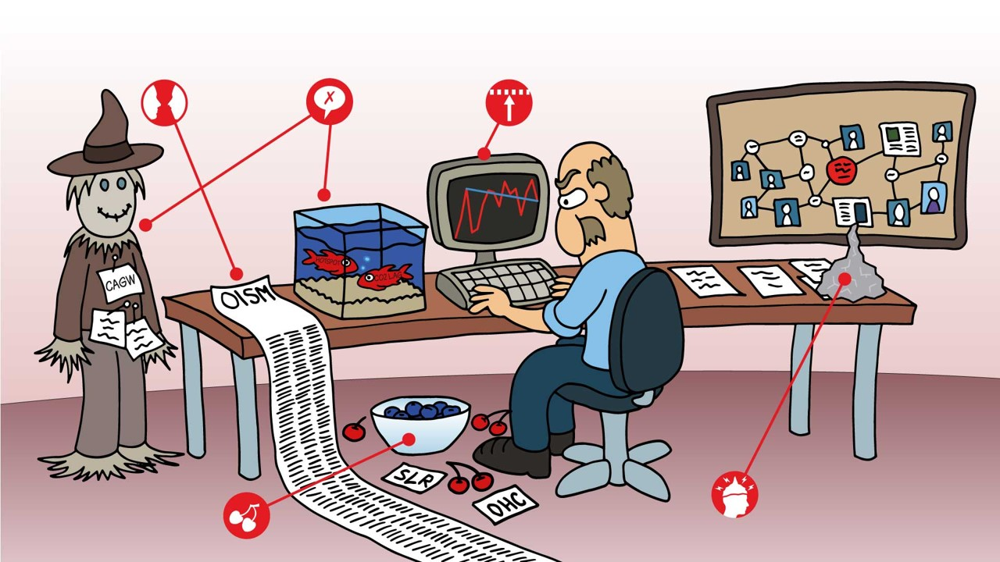 CAGW
OISM
HOTSPOT
CO2 LAG
SLR
OHC